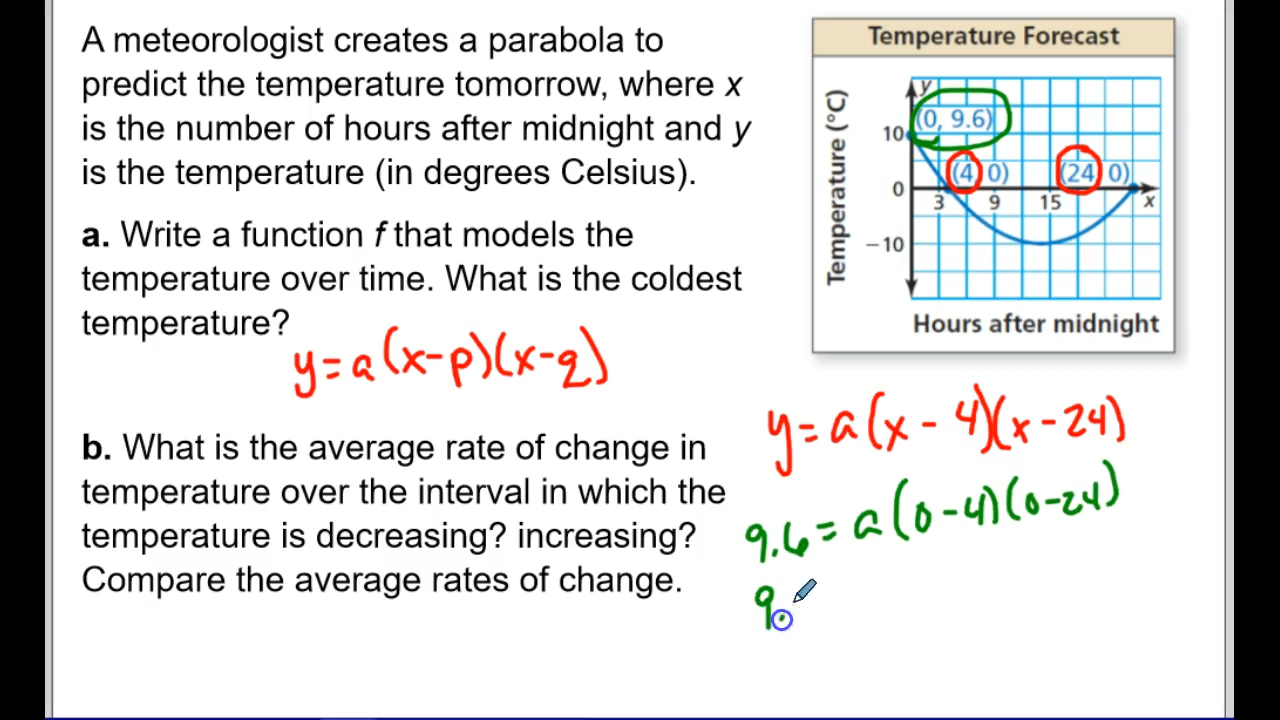 A meteorologist creates a parabola to
predict the temperature tomorrow, where x
is the number of hours after midnight and y
is the temperature (in degrees Celsius).
a. Write a function f that models the
temperature over time. What is the coldest
temperature?
y=a(x-p)(x-q)
b. What is the average rate of change in
temperature over the interval in which the
temperature is decreasing? increasing?
Compare the average rates of change.
Temperature Forecast
Temperature (°C)
y
(0, 9.6)
10
(4, 0)
(24, 0)
0
3
9
15
x
-10
Hours after midnight
y=a(x-4)(x-24)
9.6=a(0-4)(0-24)
9.